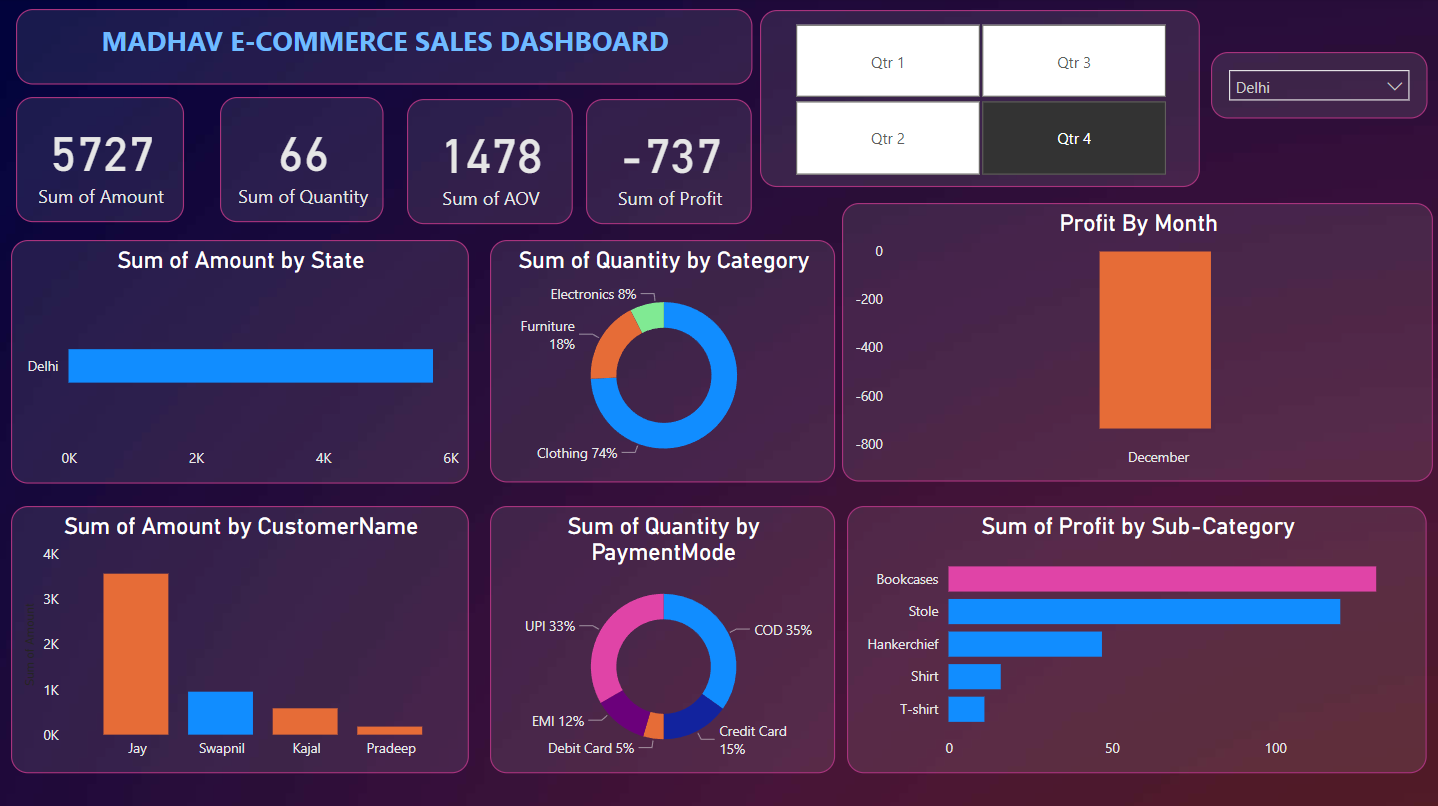 MADHAV E-COMMERCE SALES DASHBOARD
Qtr 1
Qtr 3
Qtr 2
Qtr 4
Delhi
5727
Sum of Amount
66
Sum of Quantity
1478
Sum of AOV
-737
Sum of Profit
Sum of Amount by State
Delhi
0K
2K
4K
6K
Sum of Quantity by Category
Electronics 8%
Furniture
18%
Clothing 74%
Profit By Month
0
-200
-400
-600
-800
December
Sum of Amount by CustomerName
Sum of Amount
4K
3K
2K
1K
0K
Jay
Swapnil
Kajal
Pradeep
Sum of Quantity by
PaymentMode
UPI 33%
COD 35%
EMI 12%
Debit Card 5%
Credit Card
15%
Sum of Profit by Sub-Category
Bookcases
Stole
Hankerchief
Shirt
T-shirt
0
50
100